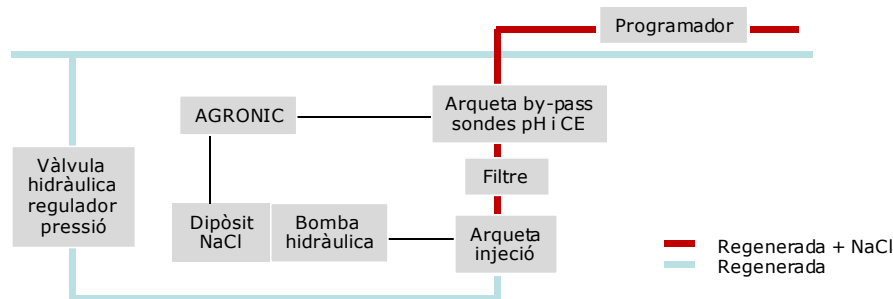 Programador
AGRONIC
Arqueta by-pass
sondes pH i CE
Vàlvula
hidràulica
regulador
pressió
Filtre
Dipòsit
NaCl
Bomba
hidràulica
Arqueta
injeció
Regenerada + NaCl
Regenerada